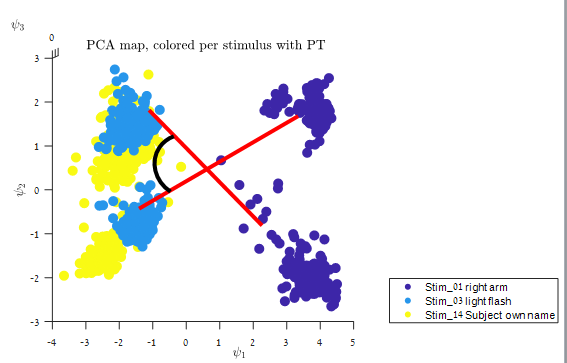 ψ3
0
PCA map, colored per stimulus with PT
3
2
1
0
-1
-2
-3
ψ2
-4
-3
-2
-1
0
1
2
3
4
5
ψ1
Stim_01 right arm
Stim_03 light flash
Stim_14 Subject own name